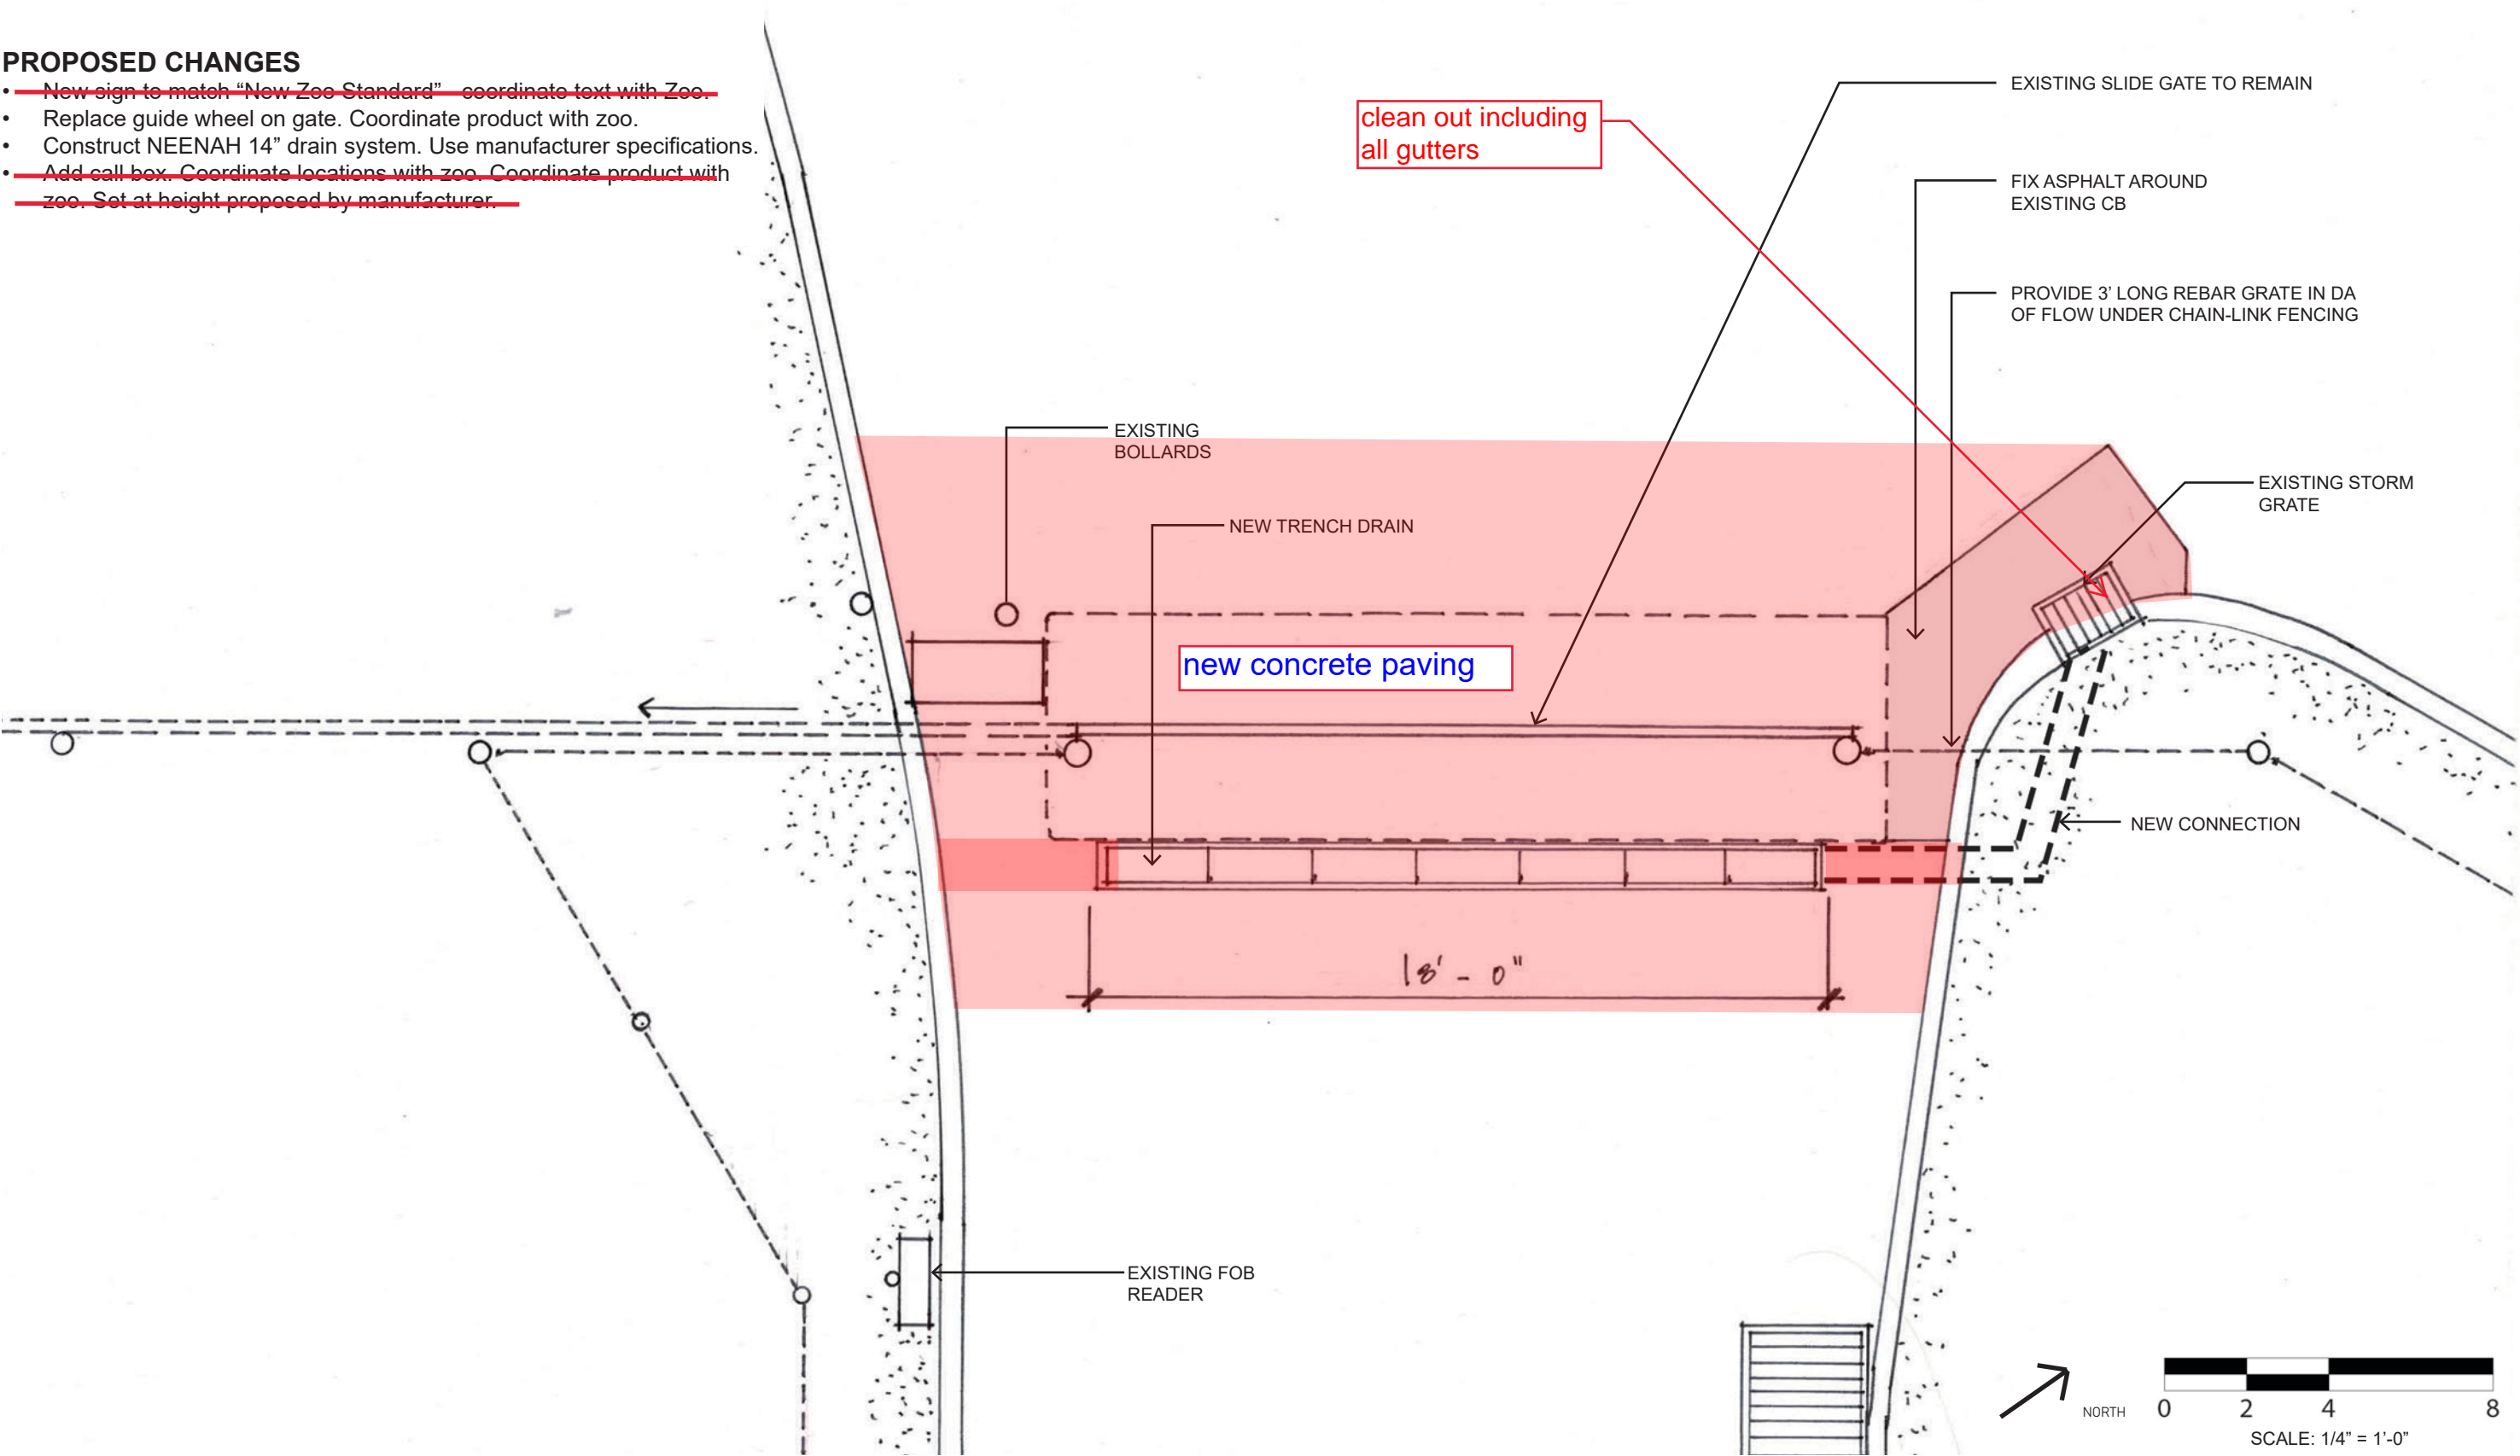 PROPOSED CHANGES
• New sign to match “New Zoo Standard” - coordinate text with Zoo.
• Replace guide wheel on gate. Coordinate product with zoo.
• Construct NEENAH 14” drain system. Use manufacturer specifications.
• Add call box. Coordinate locations with zoo. Coordinate product with
zoo. Set at height proposed by manufacturer.
clean out including
all gutters
EXISTING SLIDE GATE TO REMAIN
FIX ASPHALT AROUND
EXISTING CB
PROVIDE 3’ LONG REBAR GRATE IN DA
OF FLOW UNDER CHAIN-LINK FENCING
EXISTING
BOLLARDS
EXISTING STORM
GRATE
NEW TRENCH DRAIN
new concrete paving
NEW CONNECTION
18' - 0"
EXISTING FOB
READER
NORTH
0 2 4 8
SCALE: 1/4” = 1’-0”